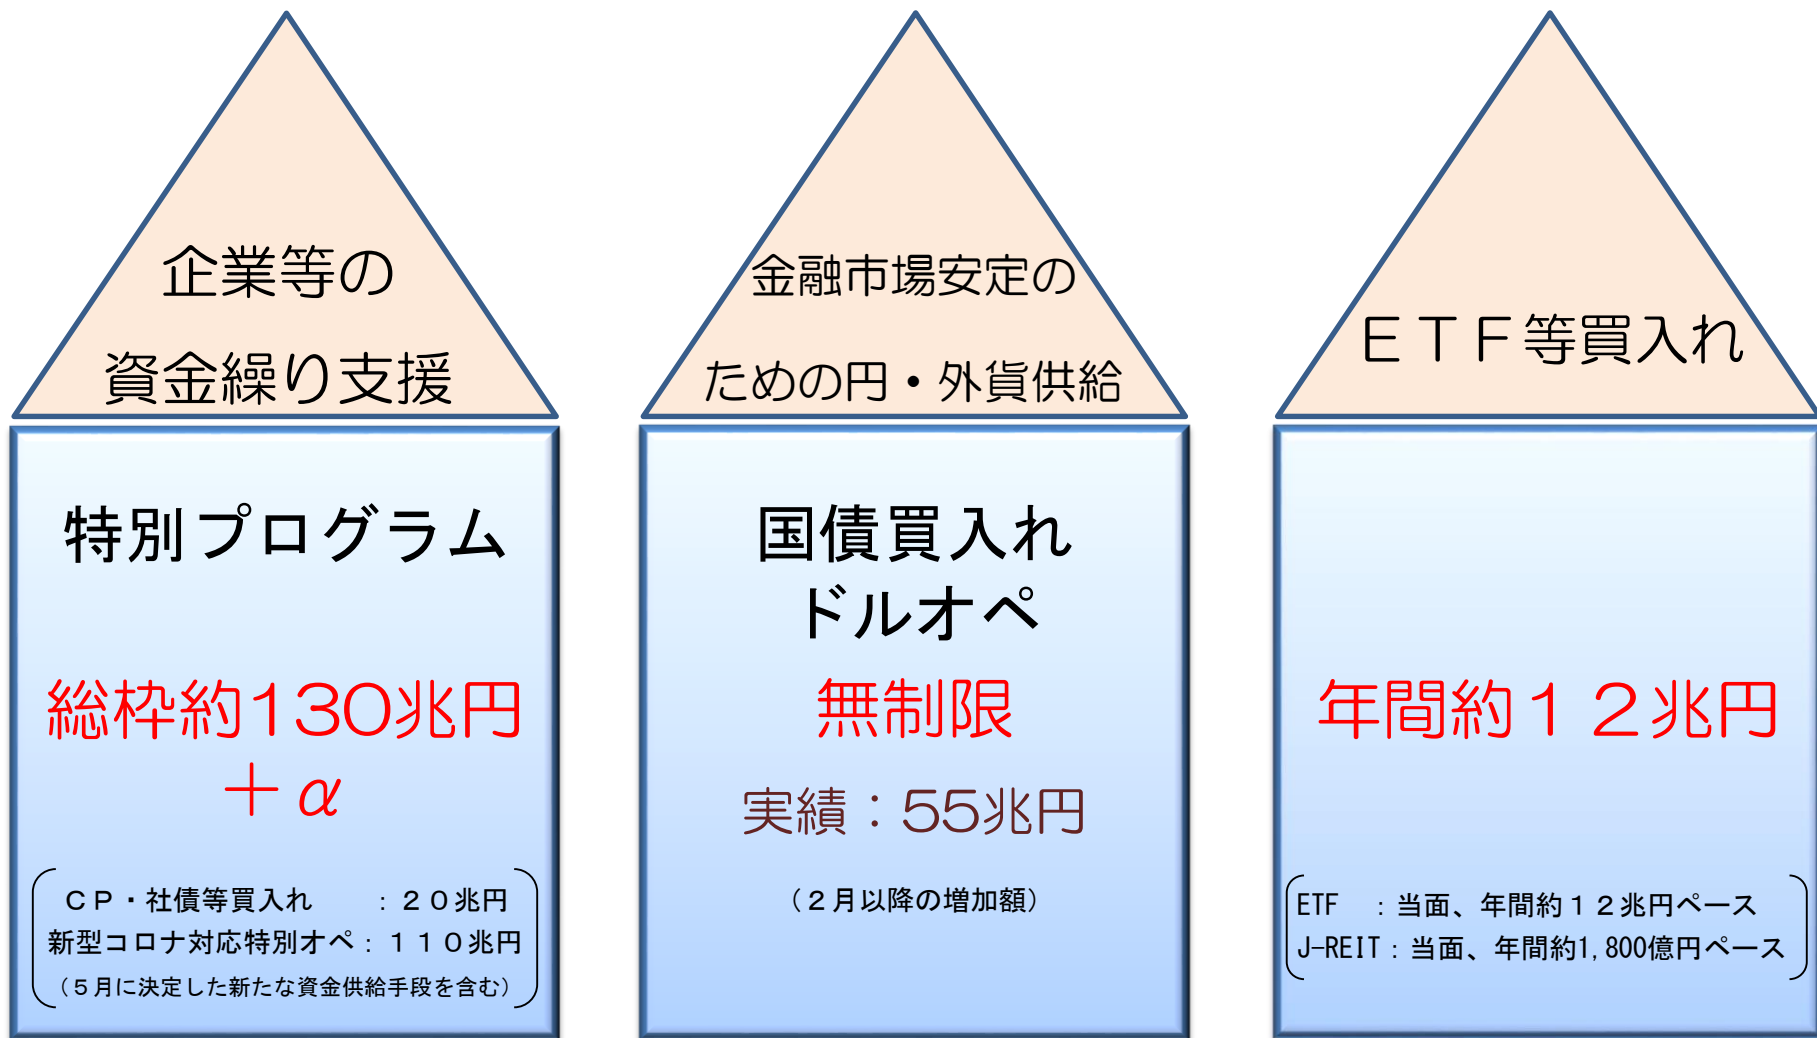 企業等の
資金繰り支援
特別プログラム
総枠約130兆円
＋α
ＣＰ・社債等買入れ　　：２０兆円
新型コロナ対応特別オペ：１１０兆円
（５月に決定した新たな資金供給手段を含む）
金融市場安定の
ための円・外貨供給
国債買入れ
ドルオペ
無制限
実績：55兆円
（２月以降の増加額）
ＥＴＦ等買入れ
年間約１２兆円
ETF　：当面、年間約１２兆円ペース
J-REIT：当面、年間約1,800億円ペース